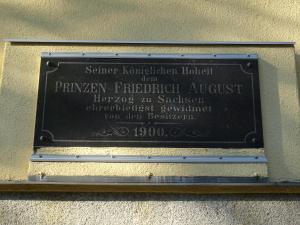 Seiner Königlichen Hoheit
dem
PRINZEN FRIEDRICH AUGUST
Herzog zu Sachsen
ehrerbietigst gewidmet
von den Besitzern.
1900.